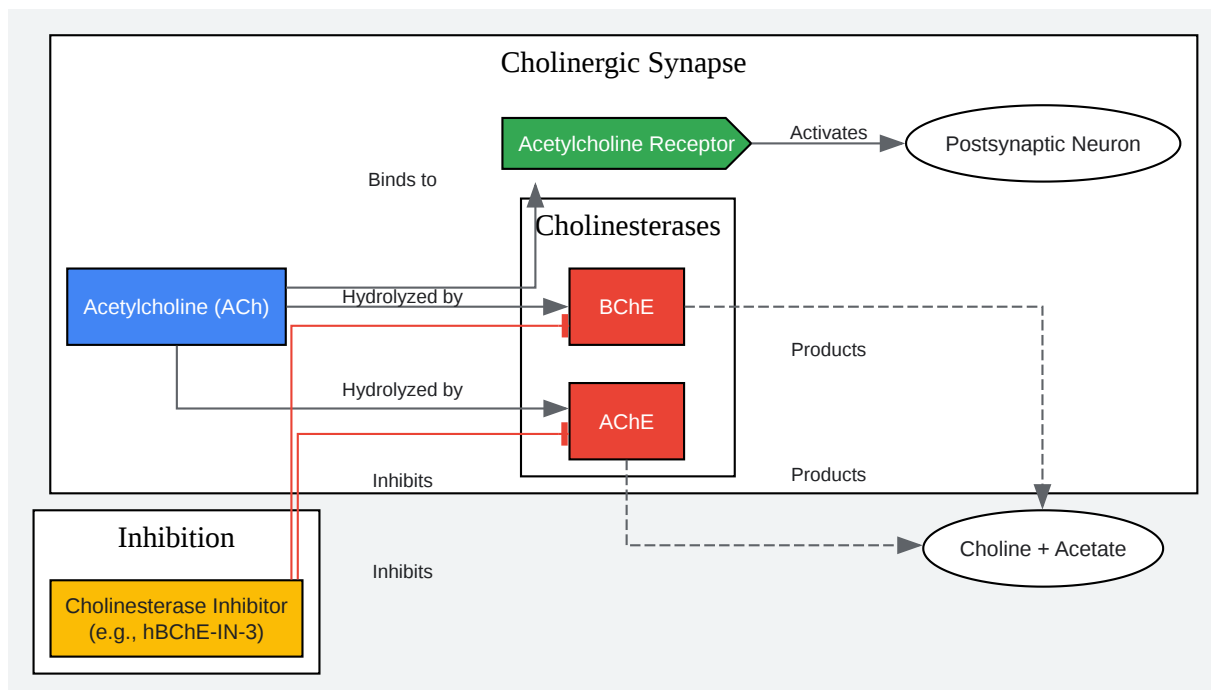 Cholinergic Synapse
Acetylcholine Receptor
Activates
Postsynaptic Neuron
Binds to
Cholinesterases
Acetylcholine (ACh)
Hydrolyzed by
BChE
Products
Hydrolyzed by
AChE
Inhibits
Products
Inhibition
Choline + Acetate
Inhibits
Cholinesterase Inhibitor
(e.g., hBChE-IN-3)